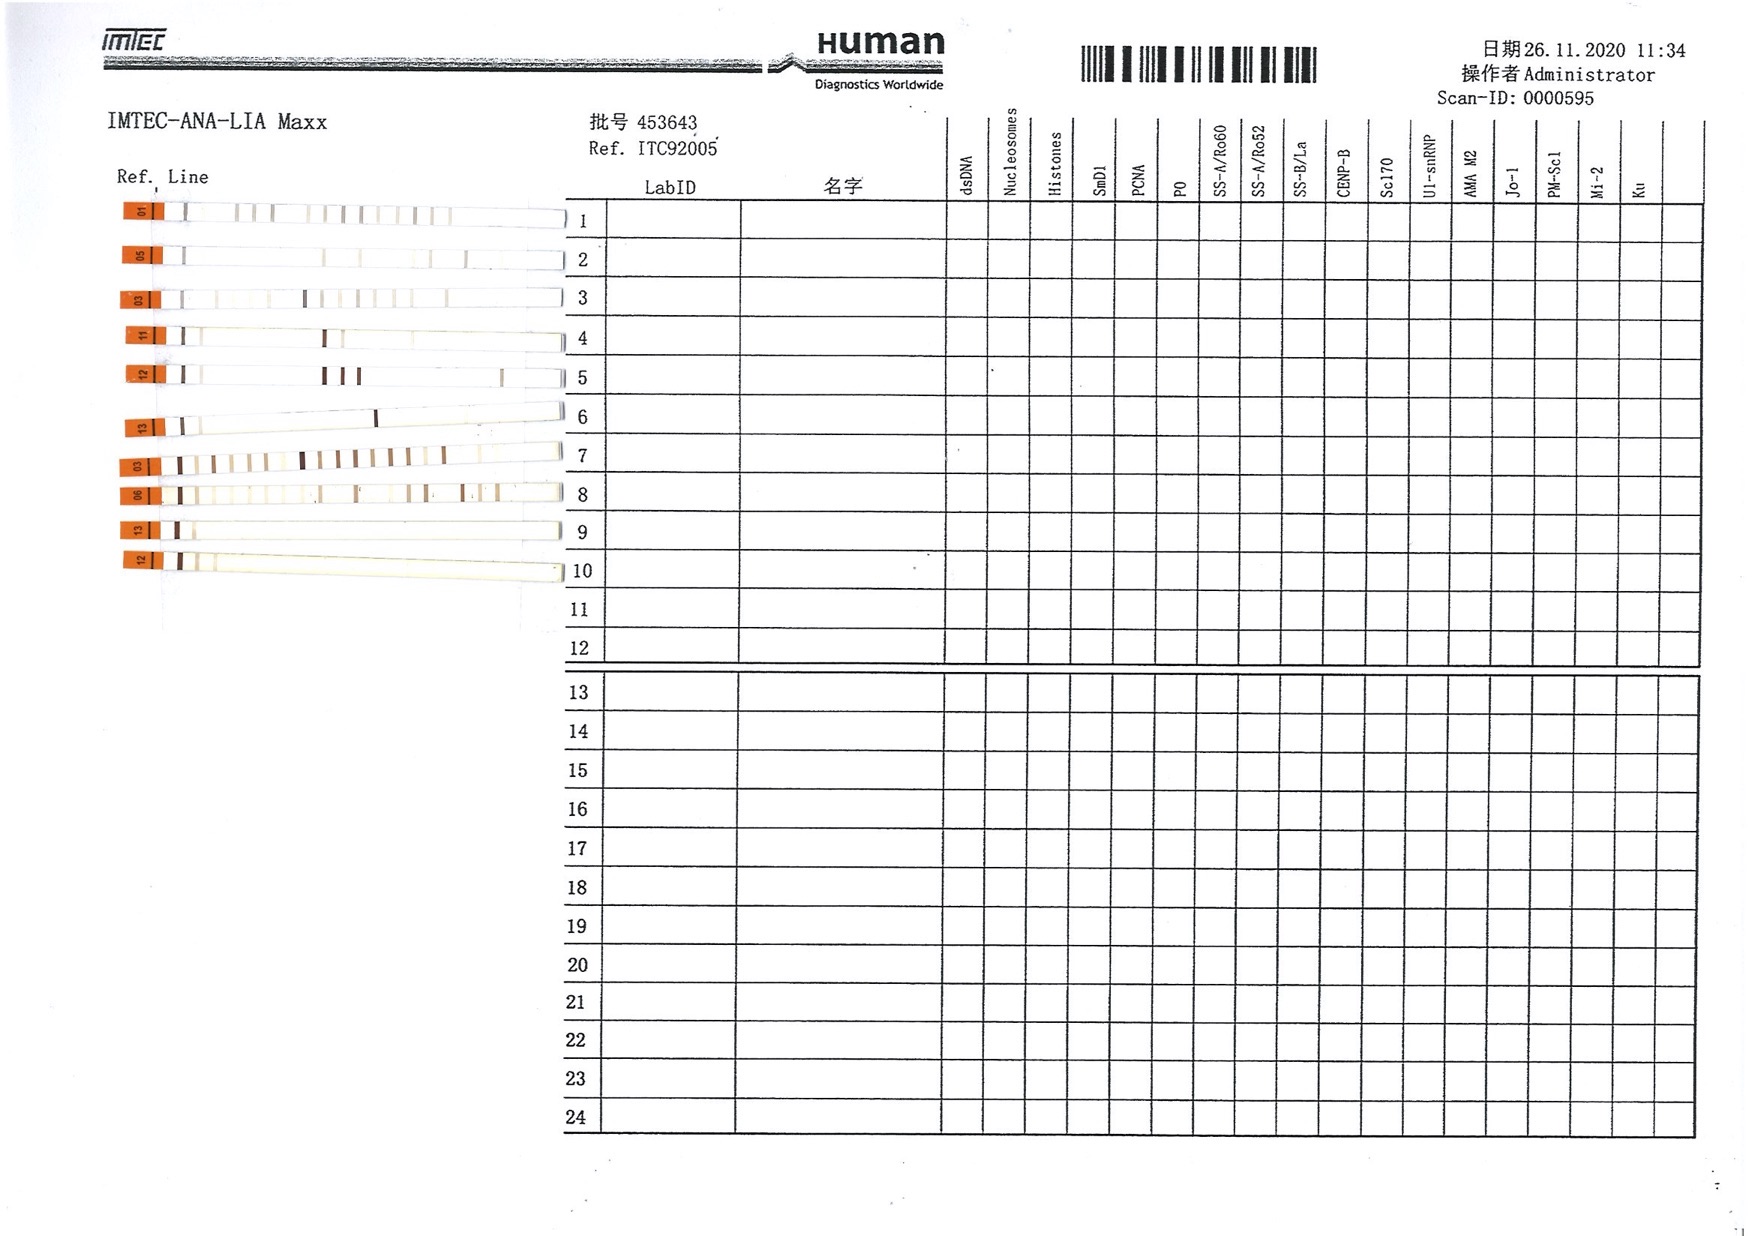 IMTEC
Human
Diagnostics Worldwide
日期26.11.2020 11:34
操作者Administrator
Scan-ID: 0000595
IMTEC-ANA-LIA Maxx
批号 453643
Ref. ITC92005
Ref. Line
LabID
名字
dsDNA
Nucleosomes
Histones
SmD1
PCNA
P0
SS-A/Ro60
SS-A/Ro52
SS-B/La
CENP-B
Scl70
U1-snRNP
AMA M2
Jo-1
PM-Scl
Mi-2
Ku
01
1
05
2
03
3
11
4
12
5
13
6
03
7
06
8
13
9
12
10
11
12
13
14
15
16
17
18
19
20
21
22
23
24